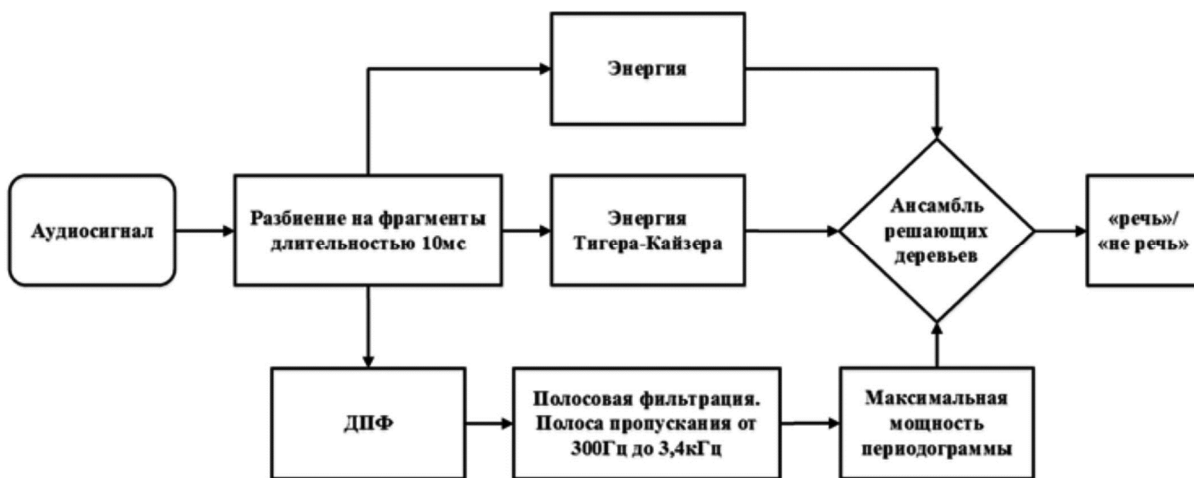 Энергия
Аудиосигнал
Разбиение на фрагменты
длительностью 10мс
Энергия
Тигера-Кайзера
Ансамбль
решающих
деревьев
«речь»/
«не речь»
ДПФ
Полосовая фильтрация.
Полоса пропускания от
300Гц до 3,4кГц
Максимальная
мощность
периодограммы